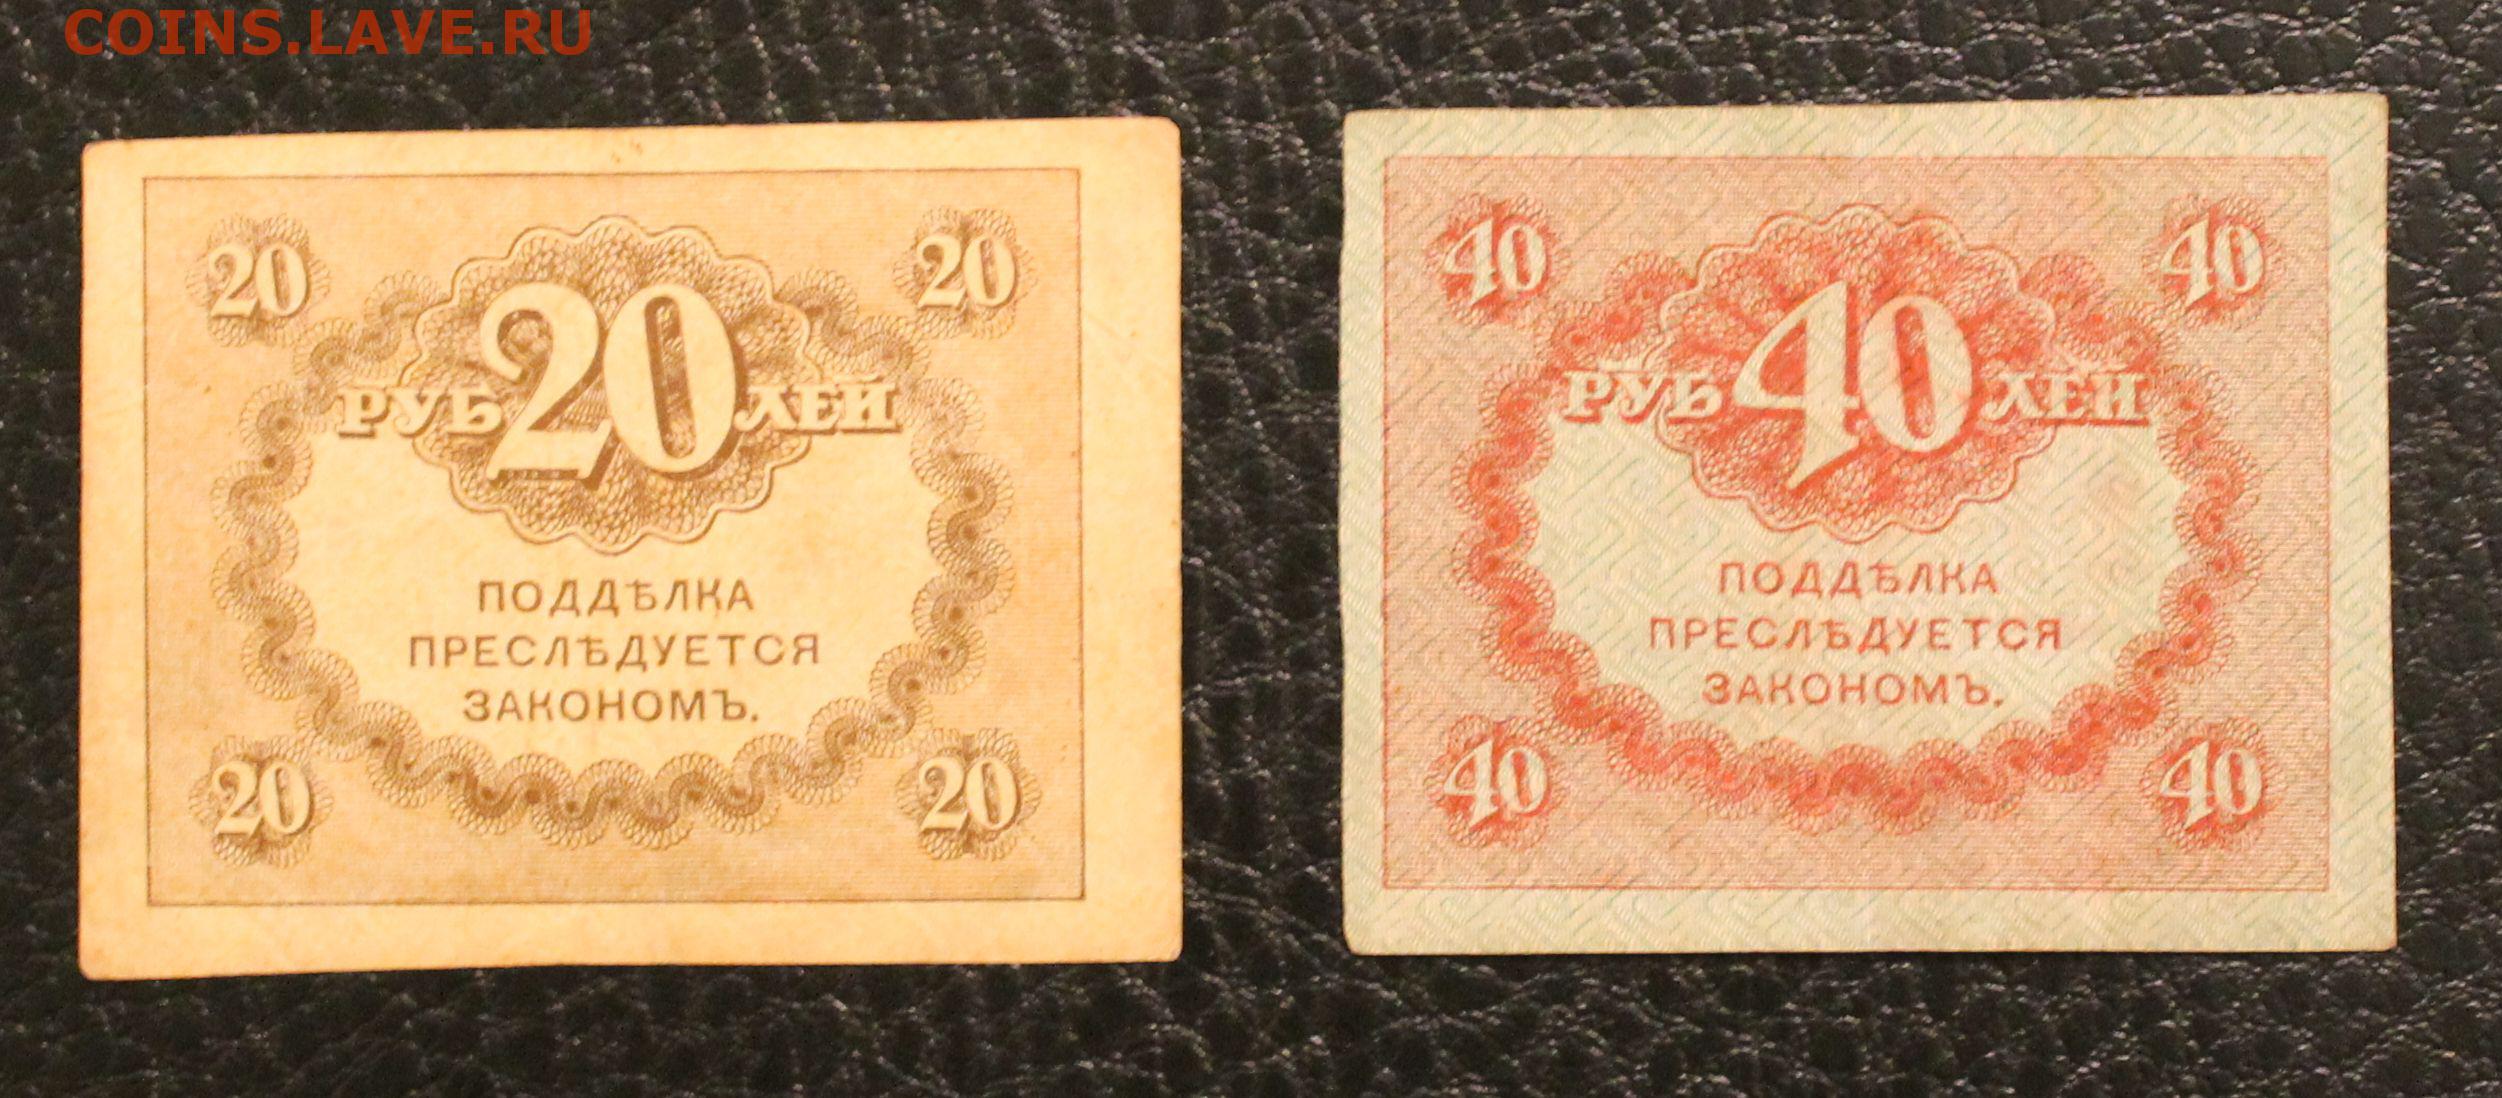 COINS.LAVE.RU
20 20
РУБ 20 ЛЕЙ
ПОДДѢЛКА
ПРЕСЛѢДУЕТСЯ
ЗАКОНОМЪ.
20 20
40 40
РУБ 40 ЛЕЙ
ПОДДѢЛКА
ПРЕСЛѢДУЕТСЯ
ЗАКОНОМЪ.
40 40